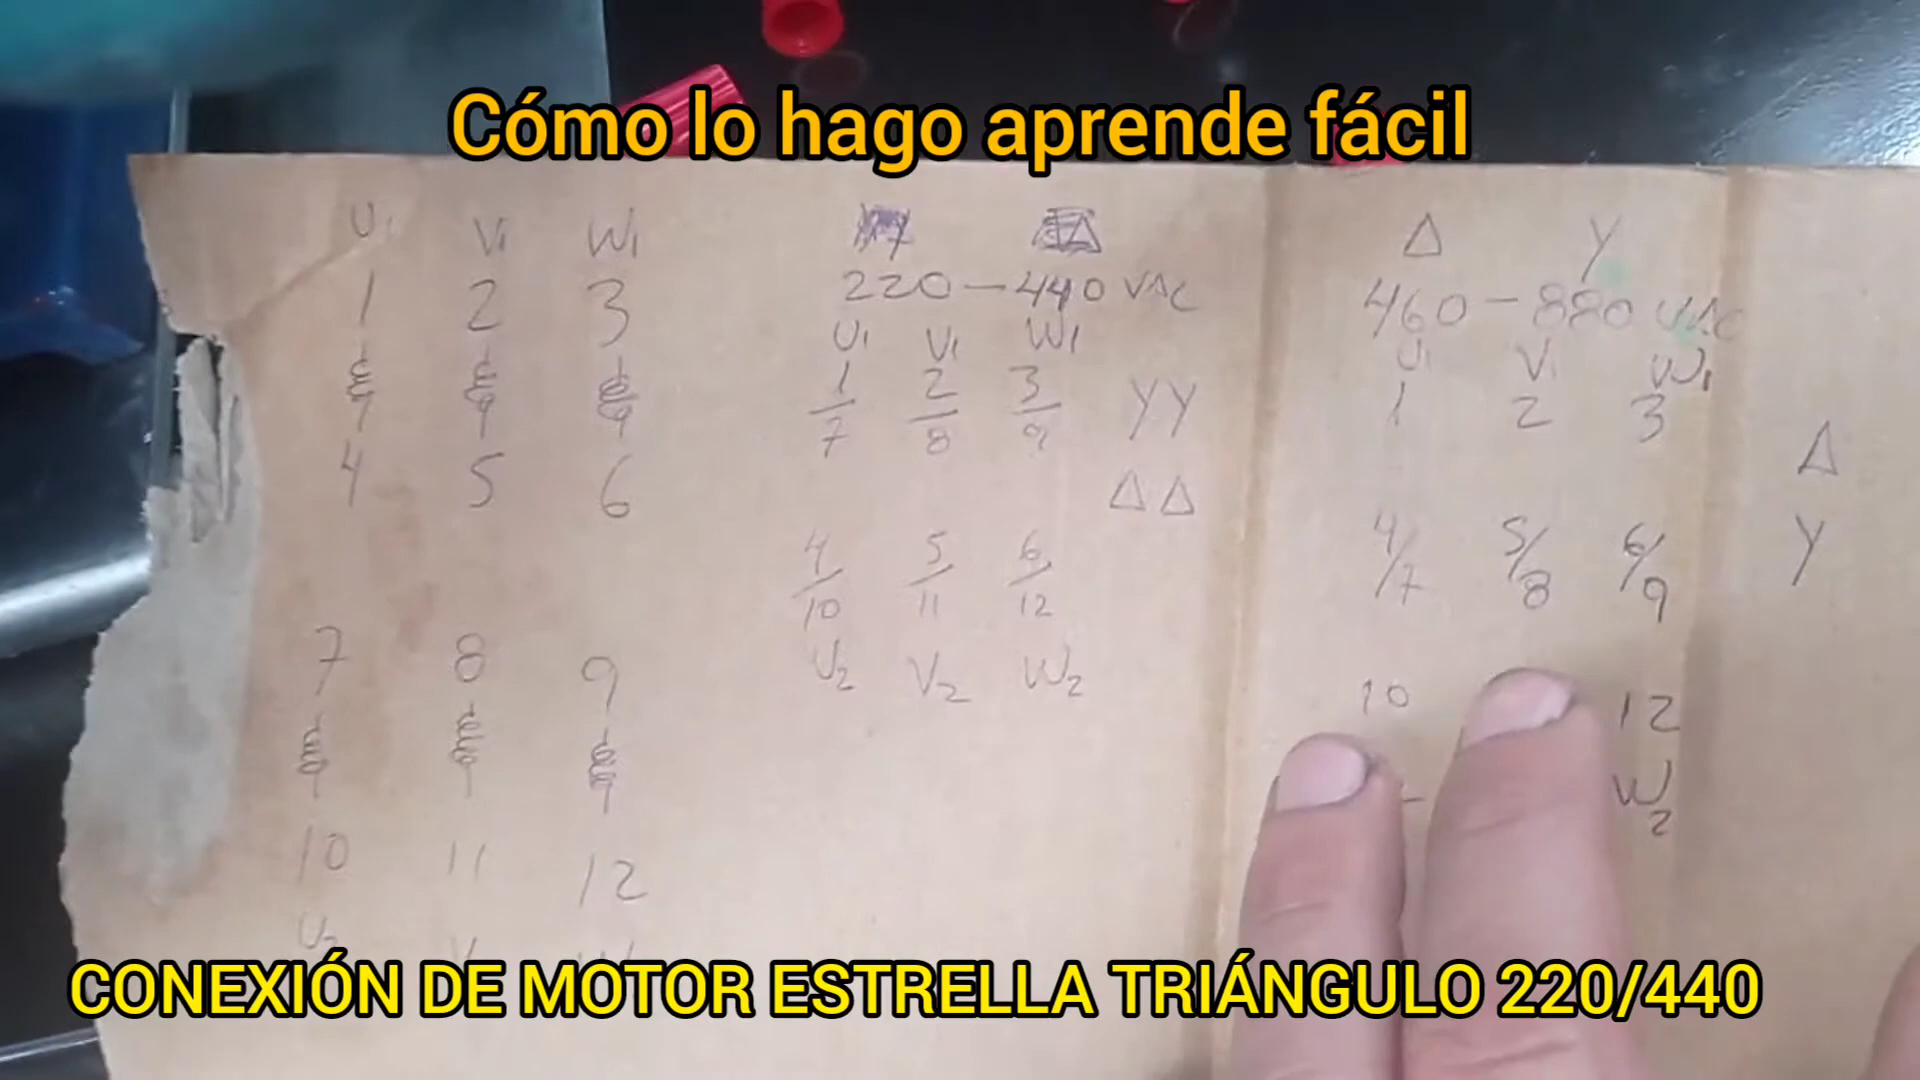 Cómo lo hago aprende fácil
U1 V1 W1
1 2 3
4 5 6
7 8 9
10 11 12
U2
220-440 VAC
U1 V1 W1
1/7 2/8 3/9 YY
ΔΔ
4/10 5/11 6/12
U2 V2 W2
Δ Y
460-880 VAC
U1 V1 W1
1 2 3
Δ
4/7 5/8 6/9 Y
10 12
W2
CONEXIÓN DE MOTOR ESTRELLA TRIÁNGULO 220/440